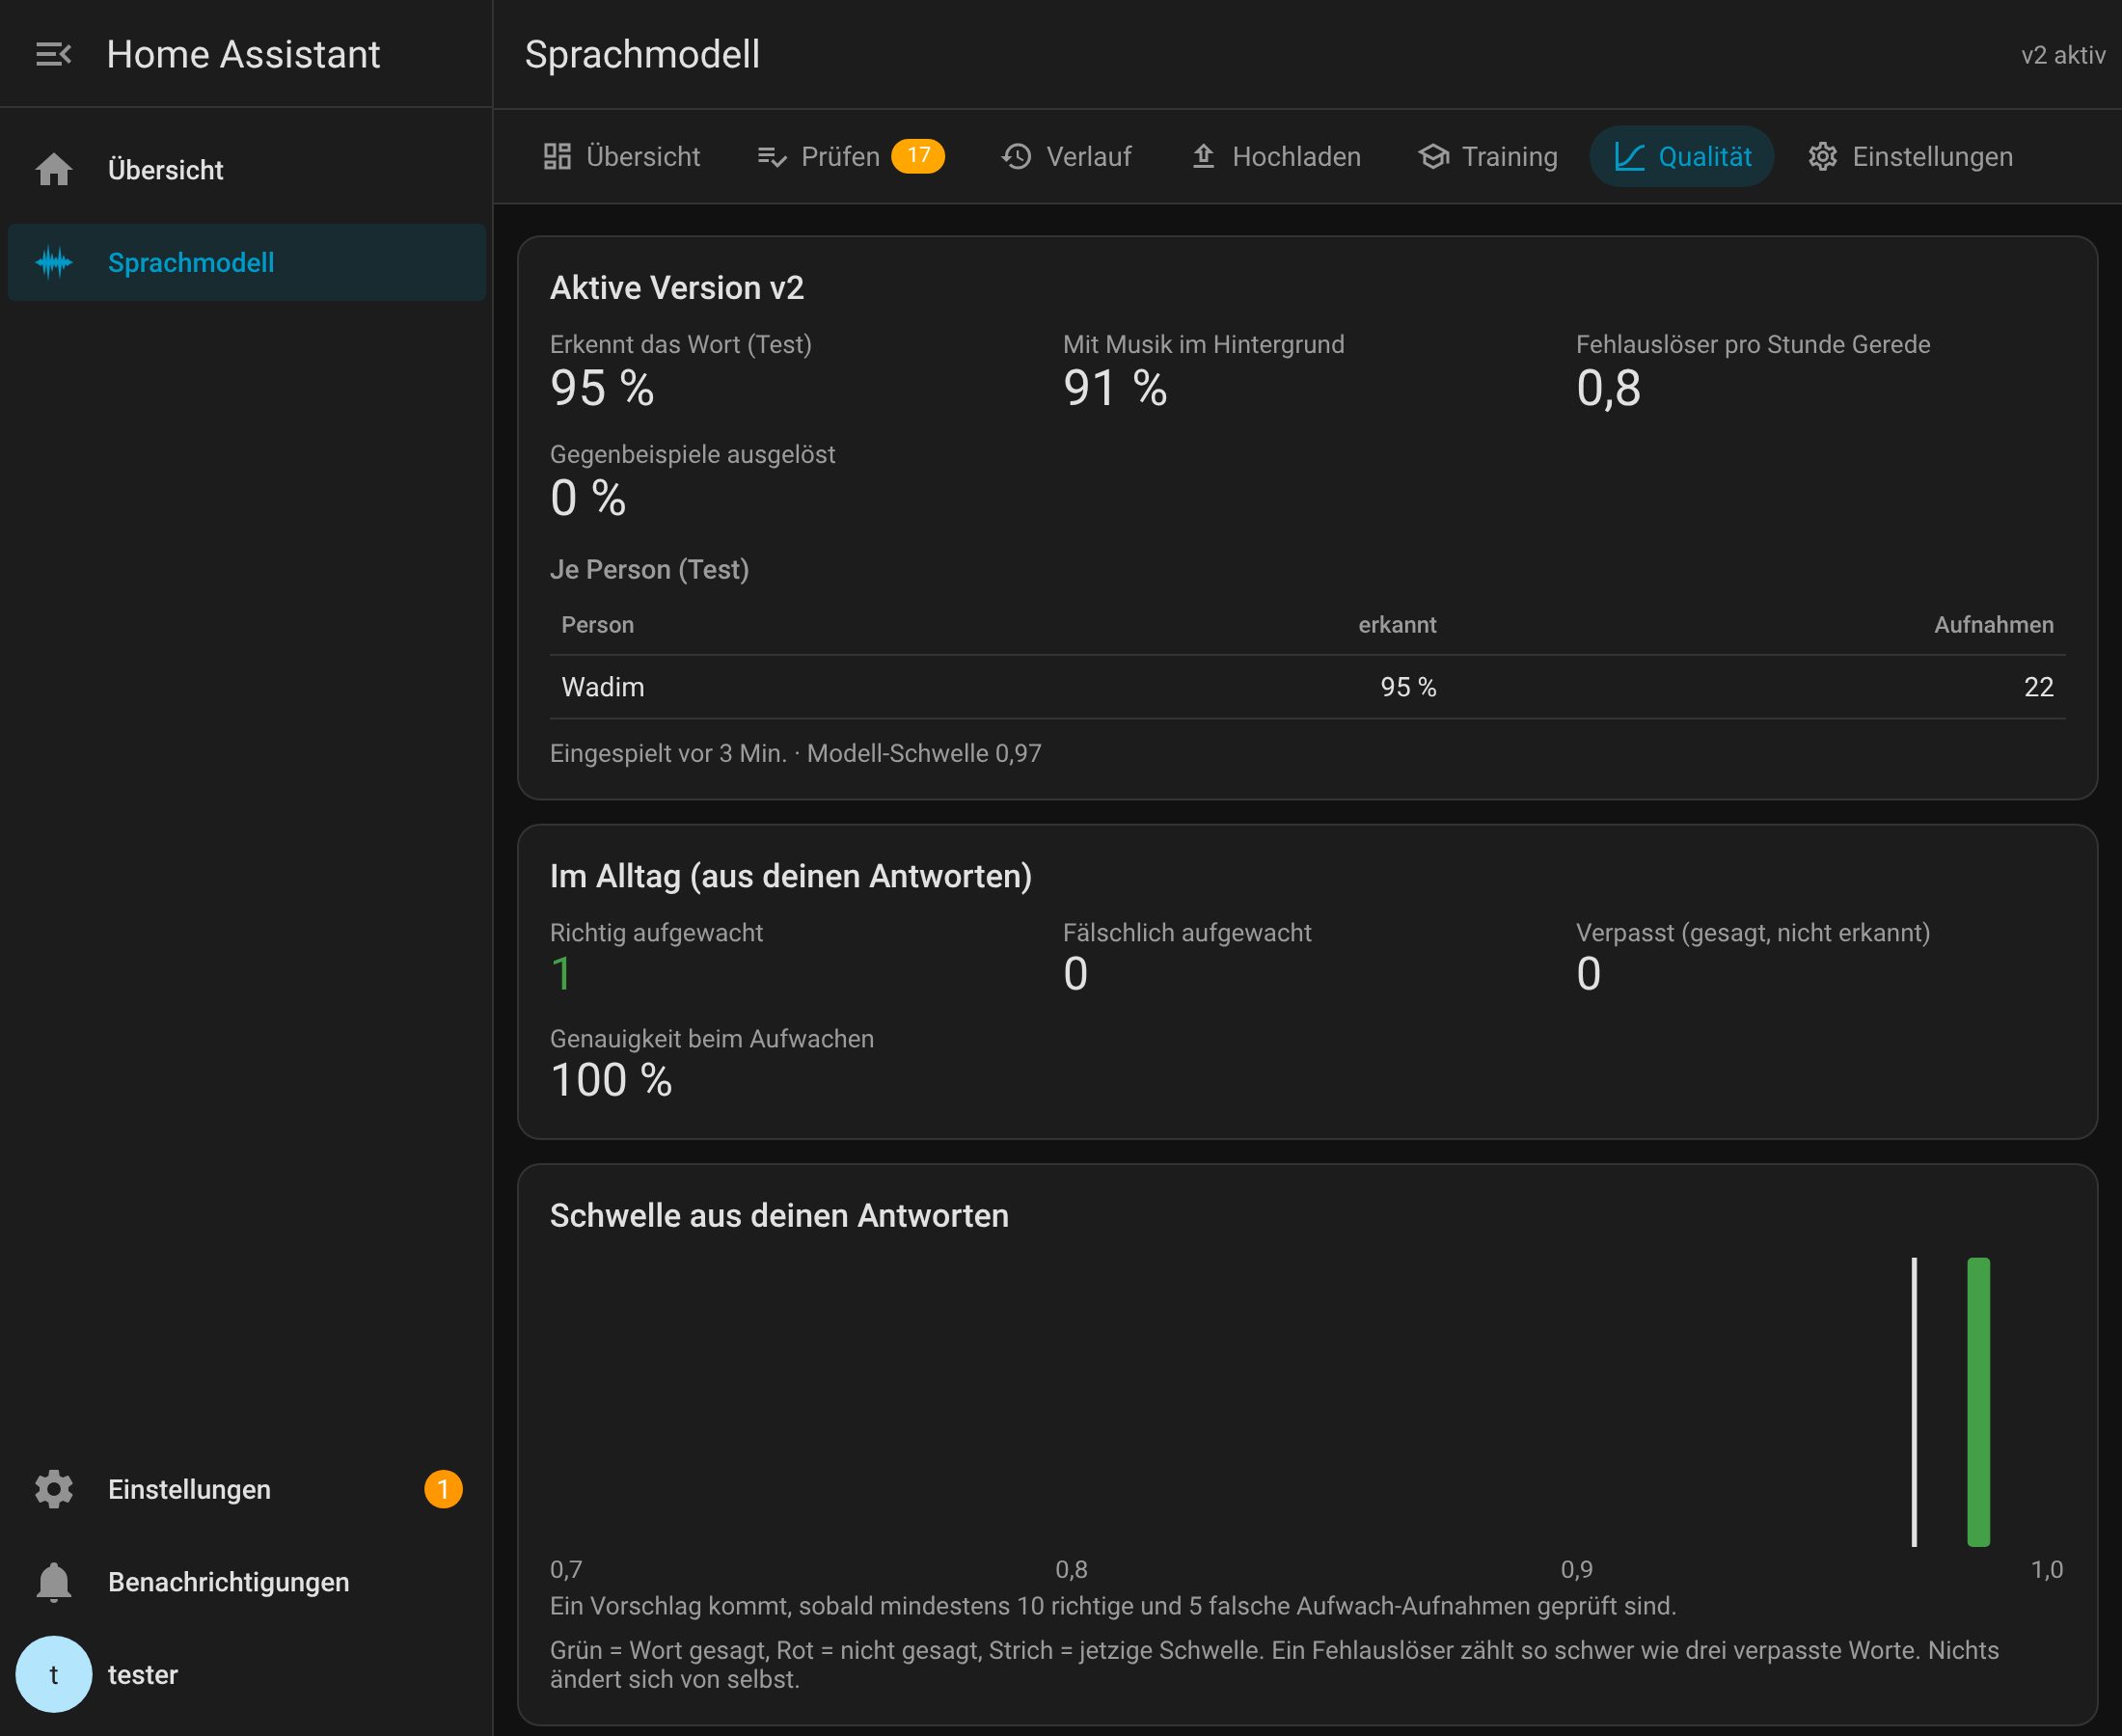 Home Assistant
Übersicht
Sprachmodell
Einstellungen 1
Benachrichtigungen
t tester
Sprachmodell
v2 aktiv
Übersicht Prüfen 17 Verlauf Hochladen Training Qualität Einstellungen
Aktive Version v2
Erkennt das Wort (Test) Mit Musik im Hintergrund Fehlauslöser pro Stunde Gerede
95 % 91 % 0,8
Gegenbeispiele ausgelöst
0 %
Je Person (Test)
Person erkannt Aufnahmen
Wadim 95 % 22
Eingespielt vor 3 Min. · Modell-Schwelle 0,97
Im Alltag (aus deinen Antworten)
Richtig aufgewacht Fälschlich aufgewacht Verpasst (gesagt, nicht erkannt)
1 0 0
Genauigkeit beim Aufwachen
100 %
Schwelle aus deinen Antworten
0,7 0,8 0,9 1,0
Ein Vorschlag kommt, sobald mindestens 10 richtige und 5 falsche Aufwach-Aufnahmen geprüft sind.
Grün = Wort gesagt, Rot = nicht gesagt, Strich = jetzige Schwelle. Ein Fehlauslöser zählt so schwer wie drei verpasste Worte. Nichts
ändert sich von selbst.